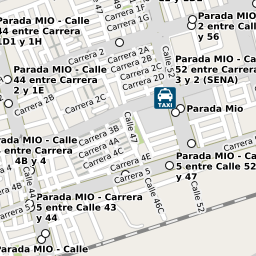 Parada MIO - Calle
44 entre Carrera
1D1 y 1H
Parada MIO
2 entre Calle
y 56
Carrera 1G
Carrera 2
Carrera 2A
Carrera 2B
Carrera 2C
Carrera 2D
Calle 52
Parada MIO - Calle
44 entre Carrera
2 y 1E
Carrera 2C
Carrera 2
Parada MIO - Calle
52 entre Carrera
3 y 2 (SENA)
TAXI
Parada Mio
Calle 47
Parada MIO - Calle
entre Carrera
4B y 4
Carrera 3B
Carrera 4A
Carrera 4C
Carrera 4E
Carrera 5
Parada MIO - Carrera
5 entre Calle 52
y 47
Parada MIO - Carrera
5 entre Calle 43
y 44
Calle 46C
Calle 52
Parada MIO - Calle